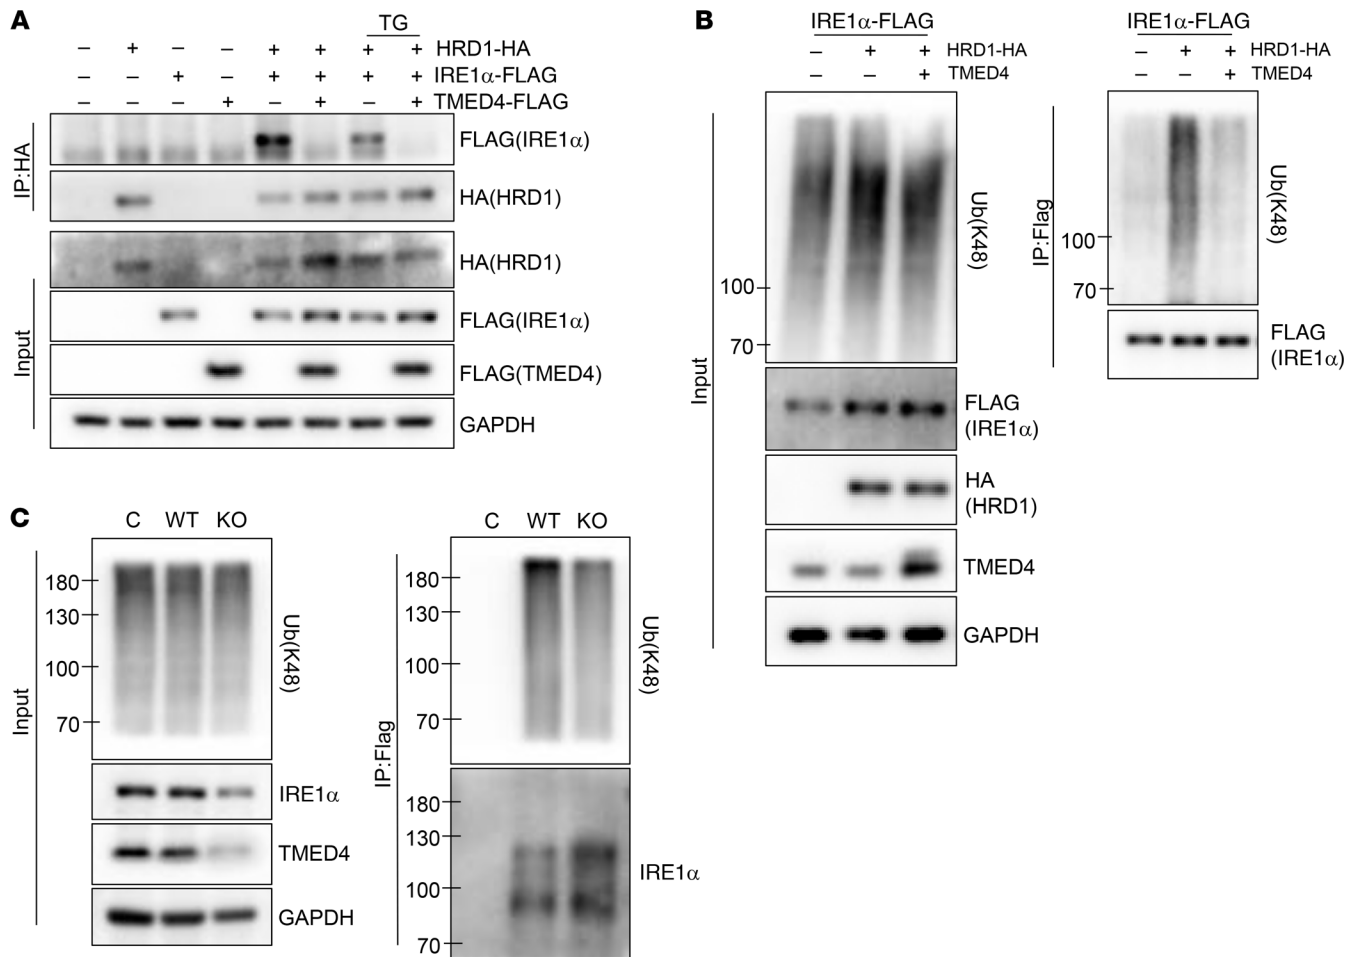 A
TG
– + – – + + + + HRD1-HA
– – + – + + + + IRE1α-FLAG
– – – + – + – + TMED4-FLAG
IP:HA
FLAG(IRE1α)
HA(HRD1)
Input
HA(HRD1)
FLAG(IRE1α)
FLAG(TMED4)
GAPDH
B
IRE1α-FLAG
– + + HRD1-HA
– – + TMED4
Input
100
70
Ub(K48)
FLAG
(IRE1α)
HA
(HRD1)
TMED4
GAPDH
IRE1α-FLAG
– + + HRD1-HA
– – + TMED4
IP:Flag
100
70
Ub(K48)
FLAG
(IRE1α)
C
C WT KO
Input
180
130
100
70
Ub(K48)
IRE1α
TMED4
GAPDH
C WT KO
IP:Flag
180
130
100
70
Ub(K48)
180
130
100
70
IRE1α